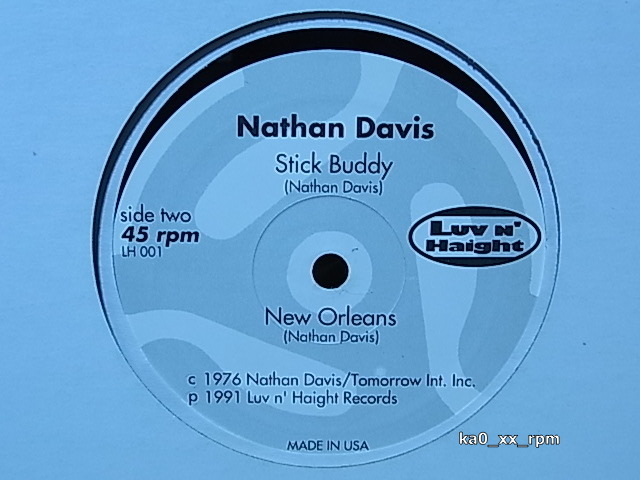 Nathan Davis
Stick Buddy
(Nathan Davis)
side two
45 rpm
LH 001
LUV N'
HAIGHT
New Orleans
(Nathan Davis)
c 1976 Nathan Davis/Tomorrow Int. Inc.
p 1991 Luv n' Haight Records
MADE IN USA
ka0_xx_rpm